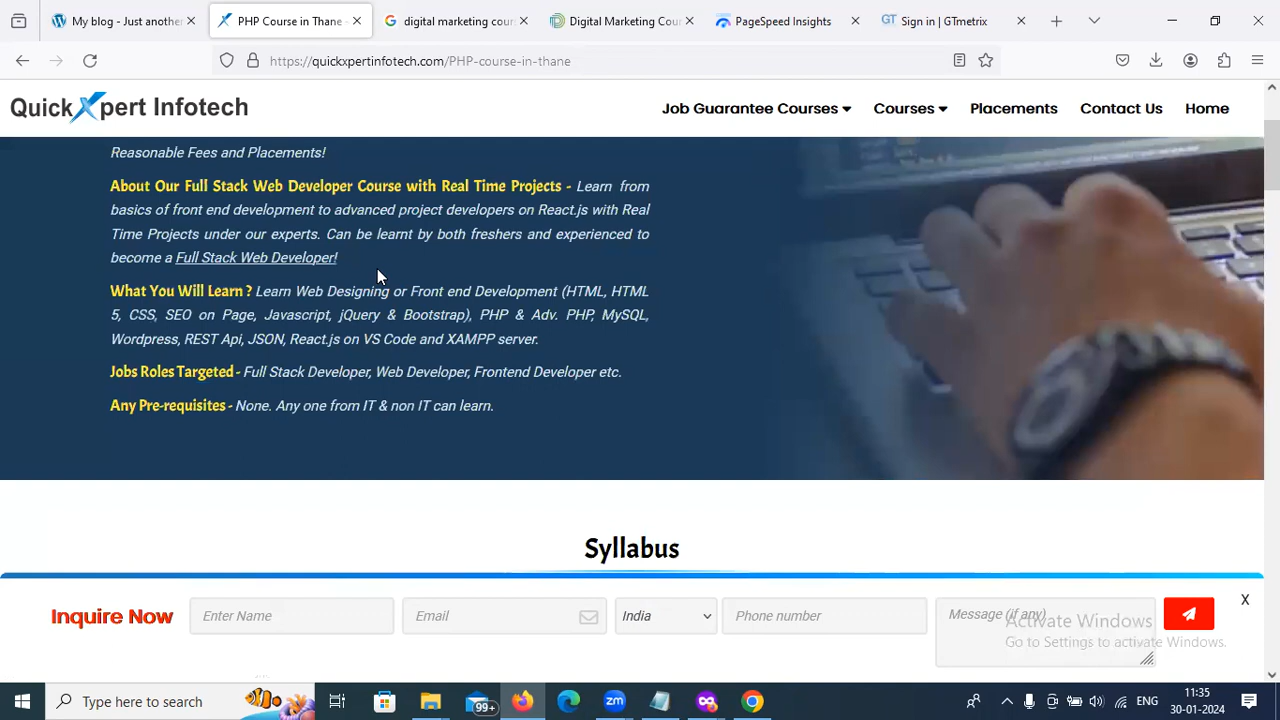 My blog - Just another
PHP Course in Thane -
digital marketing cour
Digital Marketing Cou
PageSpeed Insights
GT Sign in | GTmetrix
https://quickxpertinfotech.com/PHP-course-in-thane
QuickXpert Infotech
Job Guarantee Courses
Courses
Placements
Contact Us
Home
Reasonable Fees and Placements!
About Our Full Stack Web Developer Course with Real Time Projects - Learn from
basics of front end development to advanced project developers on React.js with Real
Time Projects under our experts. Can be learnt by both freshers and experienced to
become a Full Stack Web Developer!
What You Will Learn ? Learn Web Designing or Front end Development (HTML, HTML
5, CSS, SEO on Page, Javascript, jQuery & Bootstrap), PHP & Adv. PHP, MySQL,
Wordpress, REST Api, JSON, React.js on VS Code and XAMPP server.
Jobs Roles Targeted - Full Stack Developer, Web Developer, Frontend Developer etc.
Any Pre-requisites - None. Any one from IT & non IT can learn.
Syllabus
Inquire Now
Enter Name
Email
India
Phone number
Message (if any)
X
Activate Windows
Go to Settings to activate Windows.
Type here to search
99+
ENG
11:35
30-01-2024